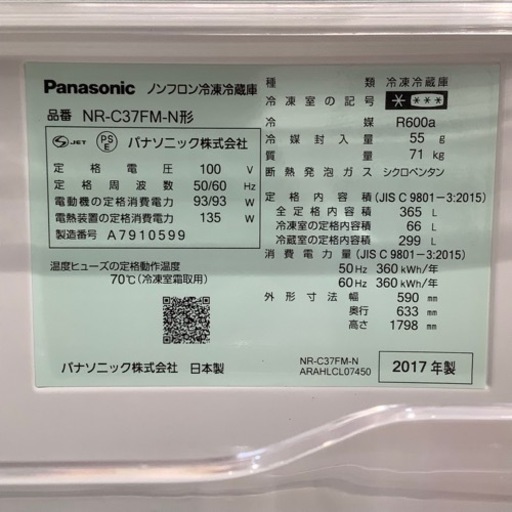 Panasonic ノンフロン冷凍冷蔵庫
品番 NR-C37FM-N形
S JET PS E パナソニック株式会社
定格電圧 100 V
定格周波数 50/60 Hz
電動機の定格消費電力 93/93 W
電熱装置の定格消費電力 135 W
製造番号 A7910599
温度ヒューズの定格動作温度
70℃(冷凍室霜取用)
パナソニック株式会社 日本製
種類 冷凍冷蔵庫
冷凍室の記号
冷媒 R600a
冷媒封入量 55 g
質量 71 kg
断熱発泡ガス シクロペンタン
定格内容積(JIS C 9801-3:2015)
全定格内容積 365 L
冷凍室の定格内容積 66 L
冷蔵室の定格内容積 299 L
消費電力量(JIS C 9801-3:2015)
50Hz 360 kWh/年
60Hz 360 kWh/年
外形寸法 幅 590 mm
奥行 633 mm
高さ 1798 mm
NR-C37FM-N
ARAHLCL07450
2017年製